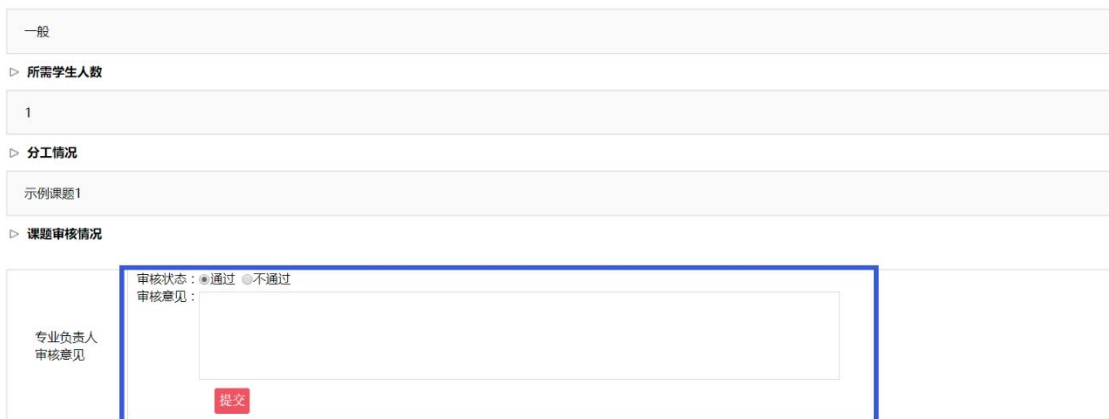 一般
所需学生人数
1
分工情况
示例课题1
课题审核情况
审核状态：通过 不通过
审核意见：
专业负责人
审核意见
提交